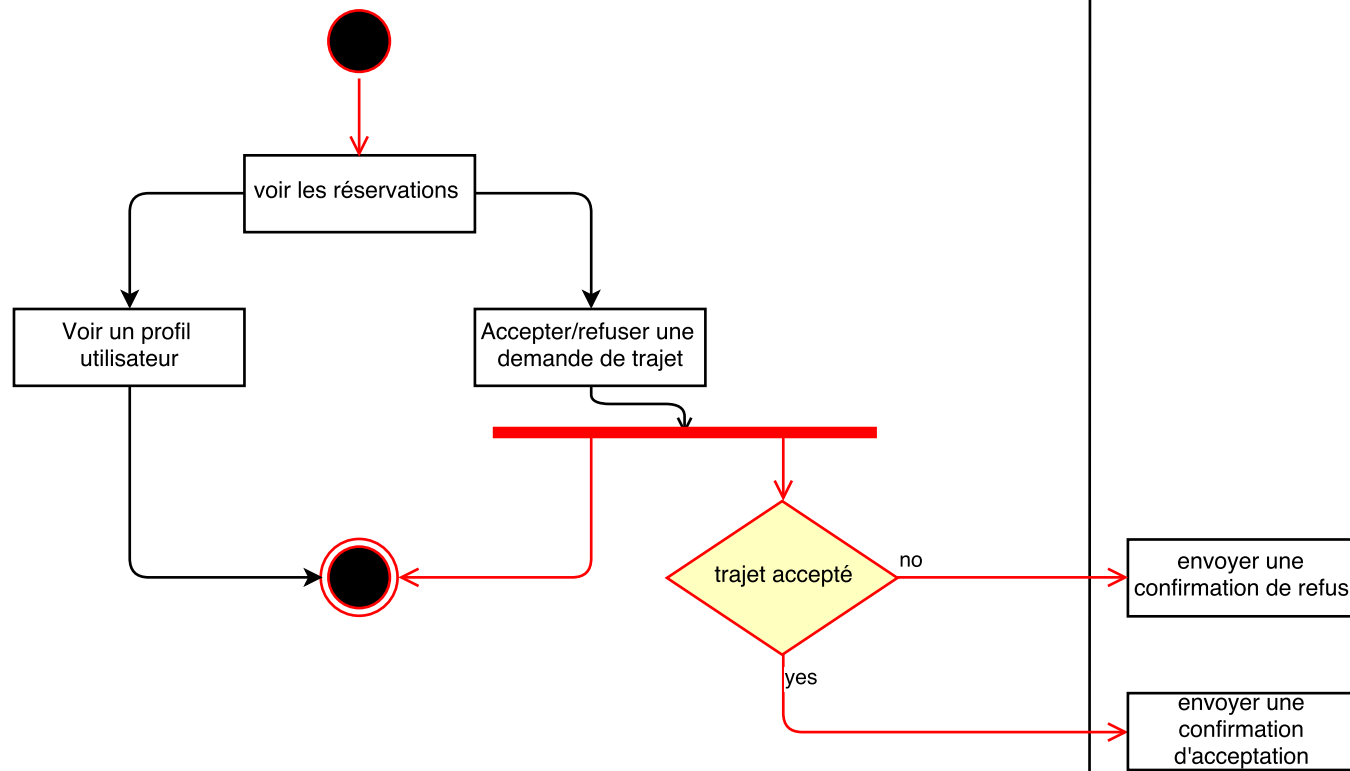 voir les réservations
Voir un profil
utilisateur
Accepter/refuser une
demande de trajet
trajet accepté
no
yes
envoyer une
confirmation de refus
envoyer une
confirmation
d'acceptation